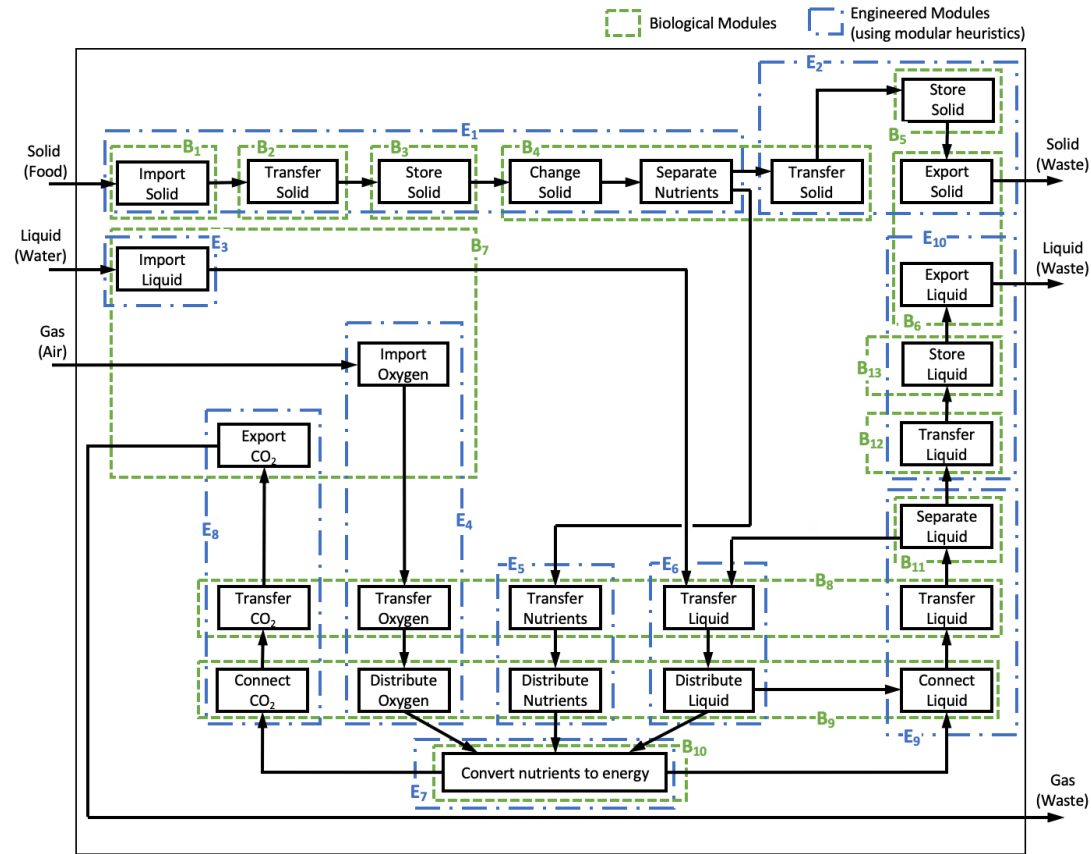 Biological Modules
Engineered Modules
(using modular heuristics)
E2
Store
Solid
B5
E1
Solid
(Food)
B1
B2
B3
B4
Import
Solid
Transfer
Solid
Store
Solid
Change
Solid
Separate
Nutrients
Transfer
Solid
Export
Solid
Solid
(Waste)
Liquid
(Water)
E3
B7
E10
Import
Liquid
Export
Liquid
Liquid
(Waste)
B6
Gas
(Air)
Import
Oxygen
B13
Store
Liquid
Export
CO2
B12
Transfer
Liquid
E8
E4
Separate
Liquid
B11
E5
E6
B8
Transfer
CO2
Transfer
Oxygen
Transfer
Nutrients
Transfer
Liquid
Transfer
Liquid
Connect
CO2
Distribute
Oxygen
Distribute
Nutrients
Distribute
Liquid
Connect
Liquid
B9
E9
B10
Convert nutrients to energy
E7
Gas
(Waste)